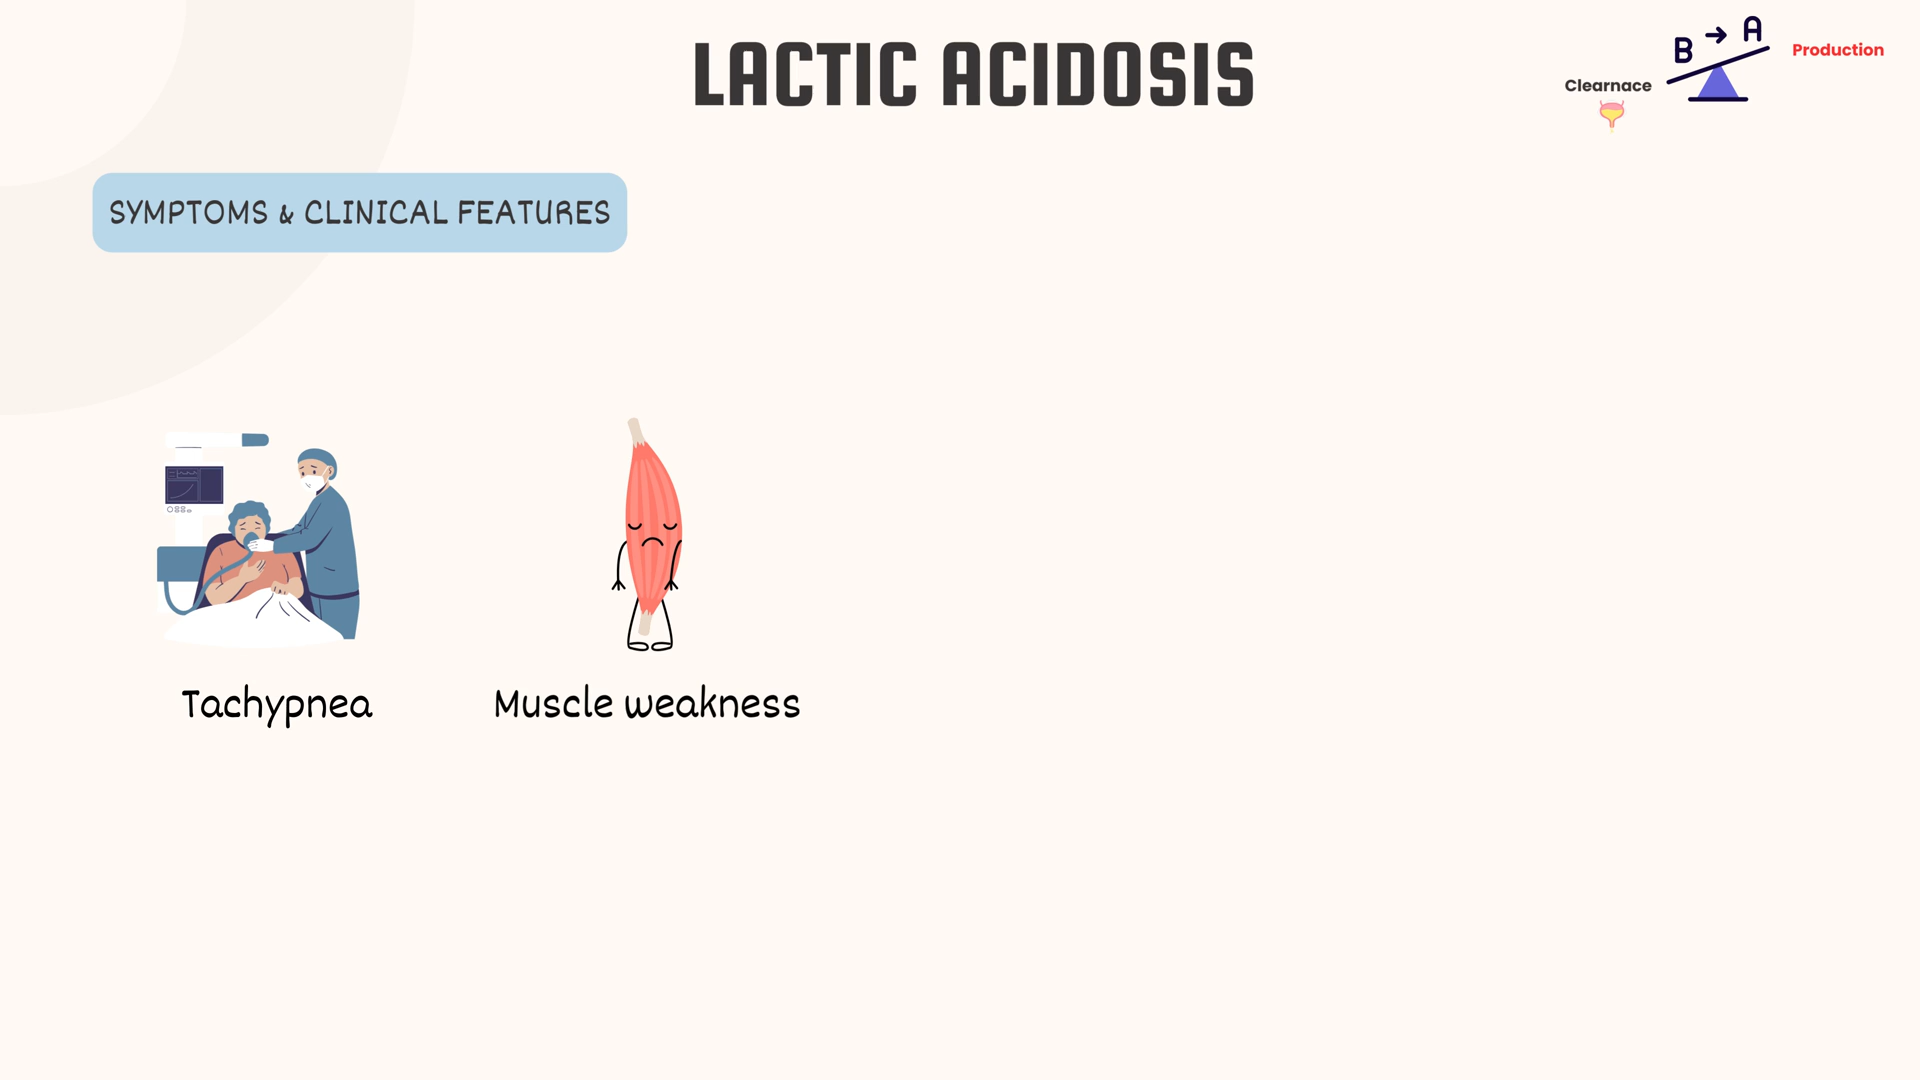 LACTIC ACIDOSIS
B → A
Production
Clearnace
SYMPTOMS & CLINICAL FEATURES
Tachypnea
Muscle weakness